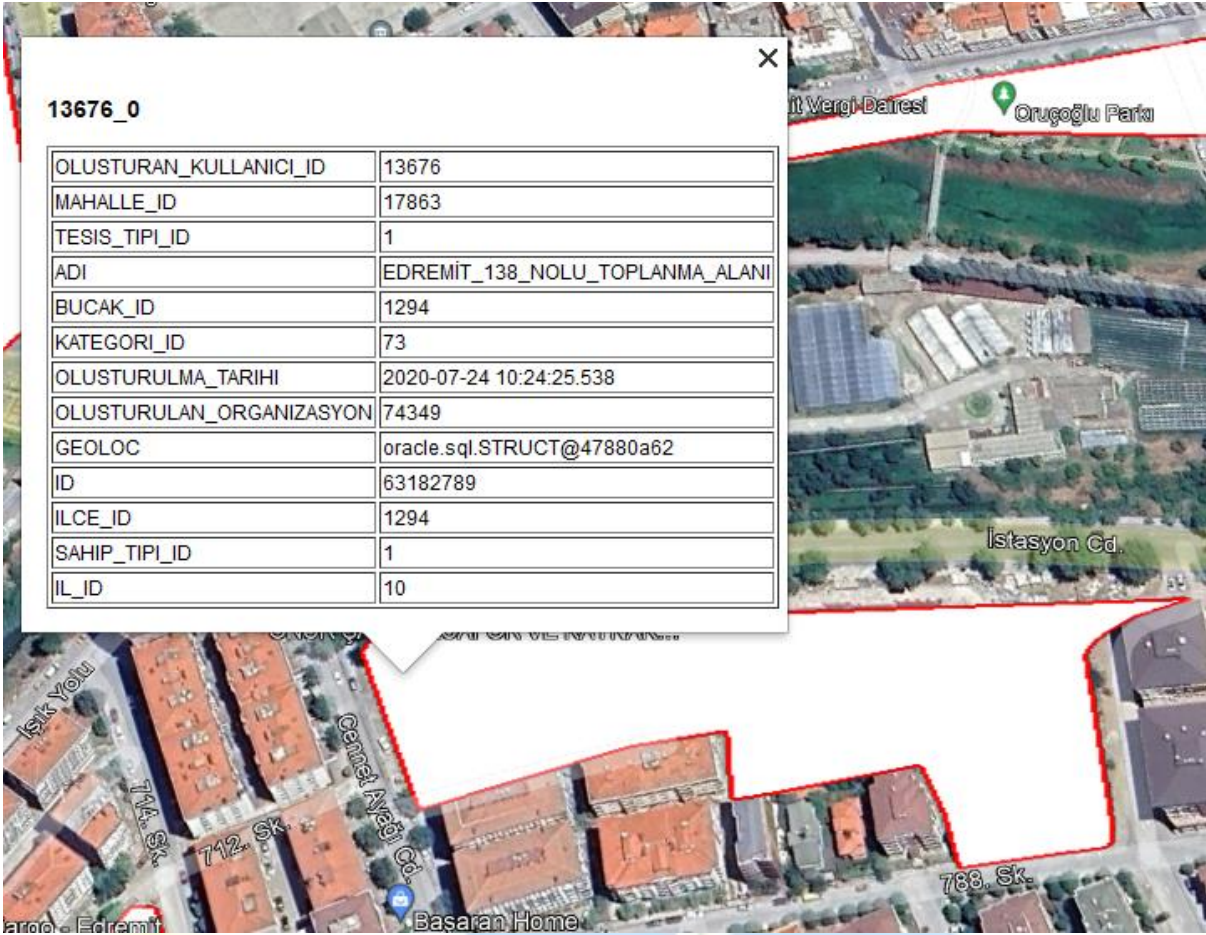 13676_0
OLUSTURAN_KULLANICI_ID 13676
MAHALLE_ID 17863
TESIS_TIPI_ID 1
ADI EDREMİT_138_NOLU_TOPLANMA_ALANI
BUCAK_ID 1294
KATEGORI_ID 73
OLUSTURULMA_TARIHI 2020-07-24 10:24:25.538
OLUSTURULAN_ORGANIZASYON 74349
GEOLOC oracle.sql.STRUCT@47880a62
ID 63182789
ILCE_ID 1294
SAHIP_TIPI_ID 1
IL_ID 10
it Vergi Dairesi
Oruçoğlu Parkı
İstasyon Cd.
Işık Yolu
Cennet Ayağı Cd.
714. Sk.
712. Sk.
788. Sk.
Başaran Home
argo - Edremit